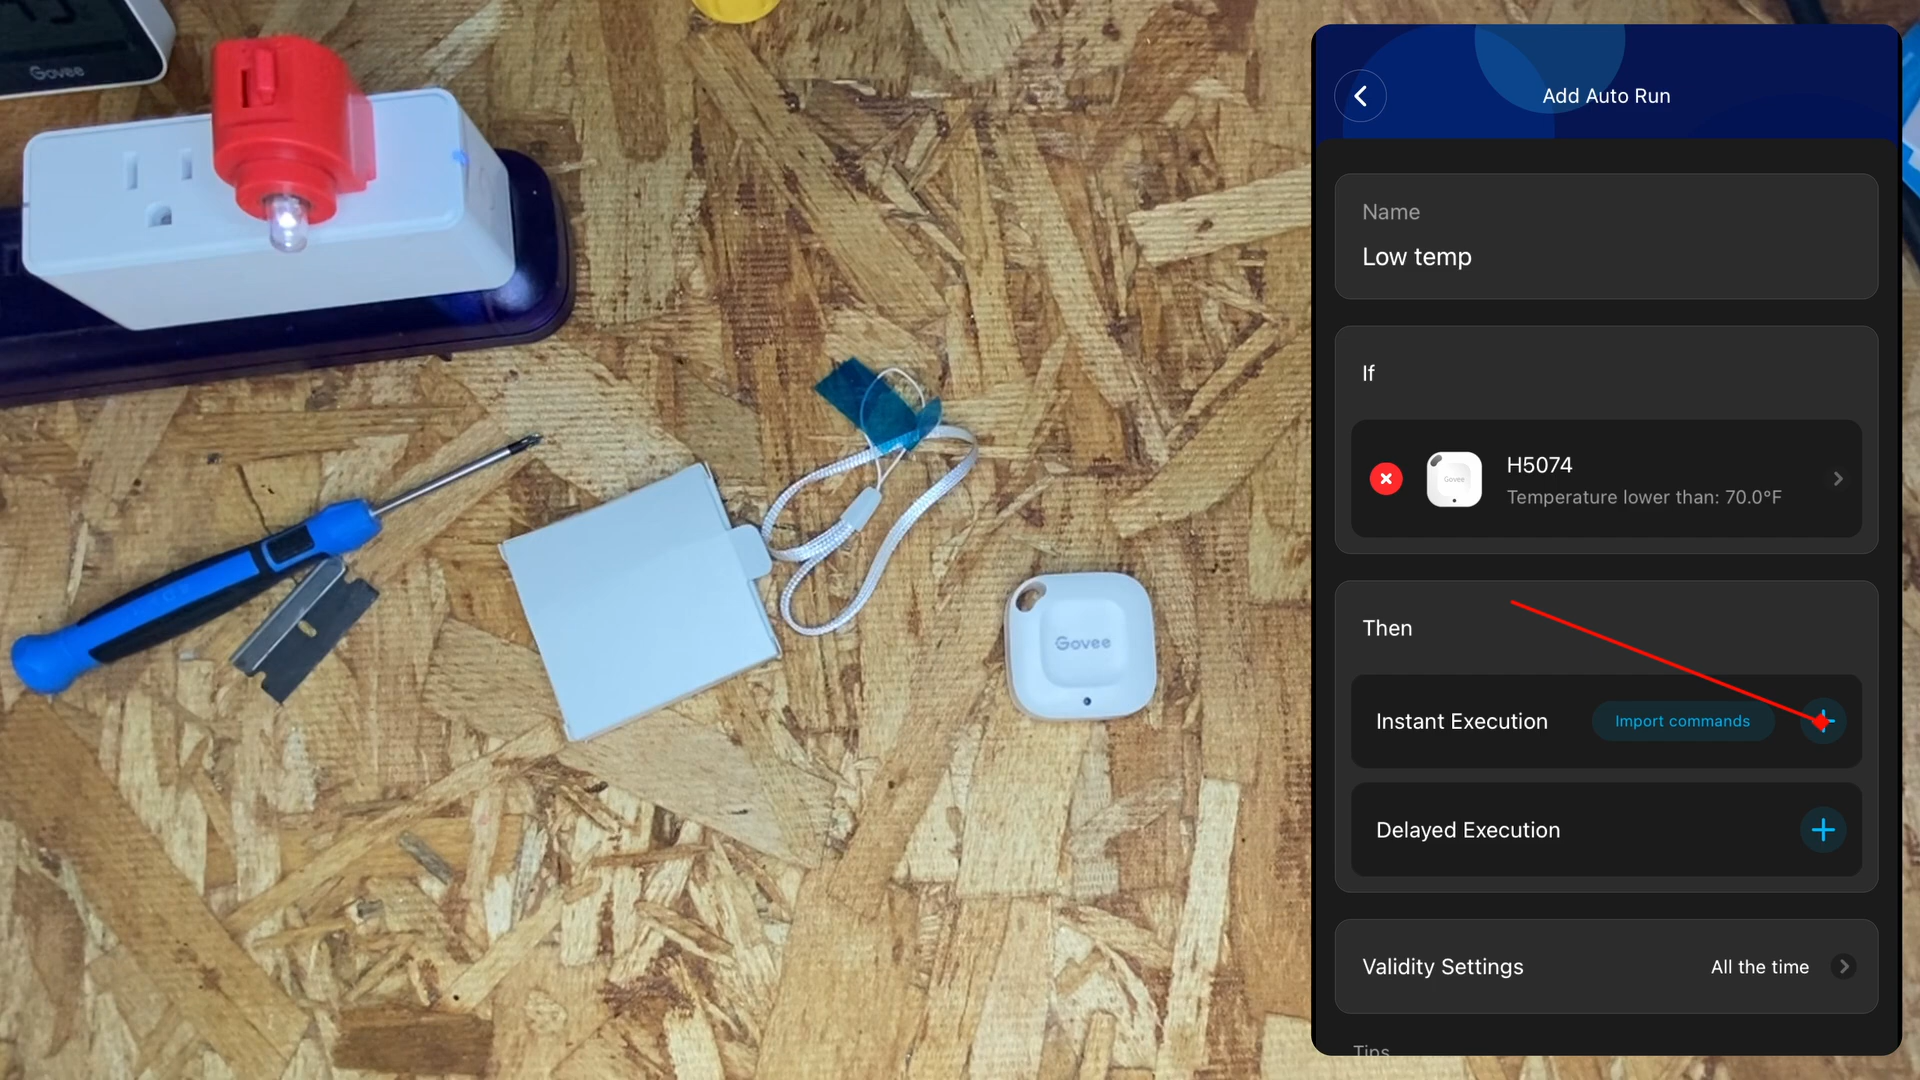 Govee
Govee
Add Auto Run
Name
Low temp
If
Govee
H5074
Temperature lower than: 70.0°F
Then
Instant Execution
Import commands
Delayed Execution
Validity Settings
All the time
Tips